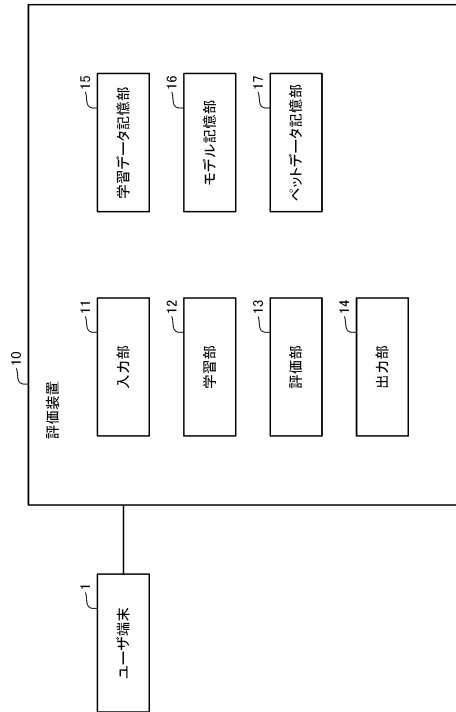 10
評価装置
1
ユーザ端末
11
入力部
12
学習部
13
評価部
14
出力部
15
学習データ記憶部
16
モデル記憶部
17
ペットデータ記憶部